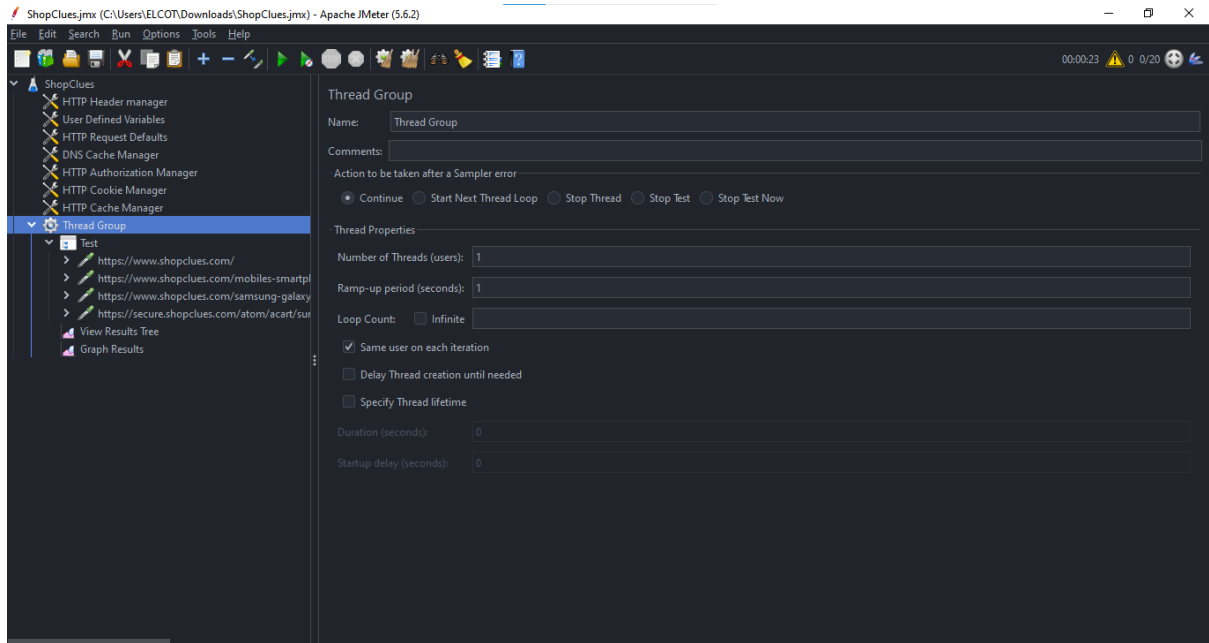 ShopClues.jmx (C:\Users\ELCOT\Downloads\ShopClues.jmx) - Apache JMeter (5.6.2)
File Edit Search Run Options Tools Help
00:00:23 0 0/20
ShopClues
HTTP Header manager
User Defined Variables
HTTP Request Defaults
DNS Cache Manager
HTTP Authorization Manager
HTTP Cookie Manager
HTTP Cache Manager
Thread Group
Test
https://www.shopclues.com/
https://www.shopclues.com/mobiles-smartpl
https://www.shopclues.com/samsung-galaxy
https://secure.shopclues.com/atom/acart/sur
View Results Tree
Graph Results
Thread Group
Name: Thread Group
Comments:
Action to be taken after a Sampler error
Continue Start Next Thread Loop Stop Thread Stop Test Stop Test Now
Thread Properties
Number of Threads (users): 1
Ramp-up period (seconds): 1
Loop Count: Infinite
Same user on each iteration
Delay Thread creation until needed
Specify Thread lifetime
Duration (seconds): 0
Startup delay (seconds): 0